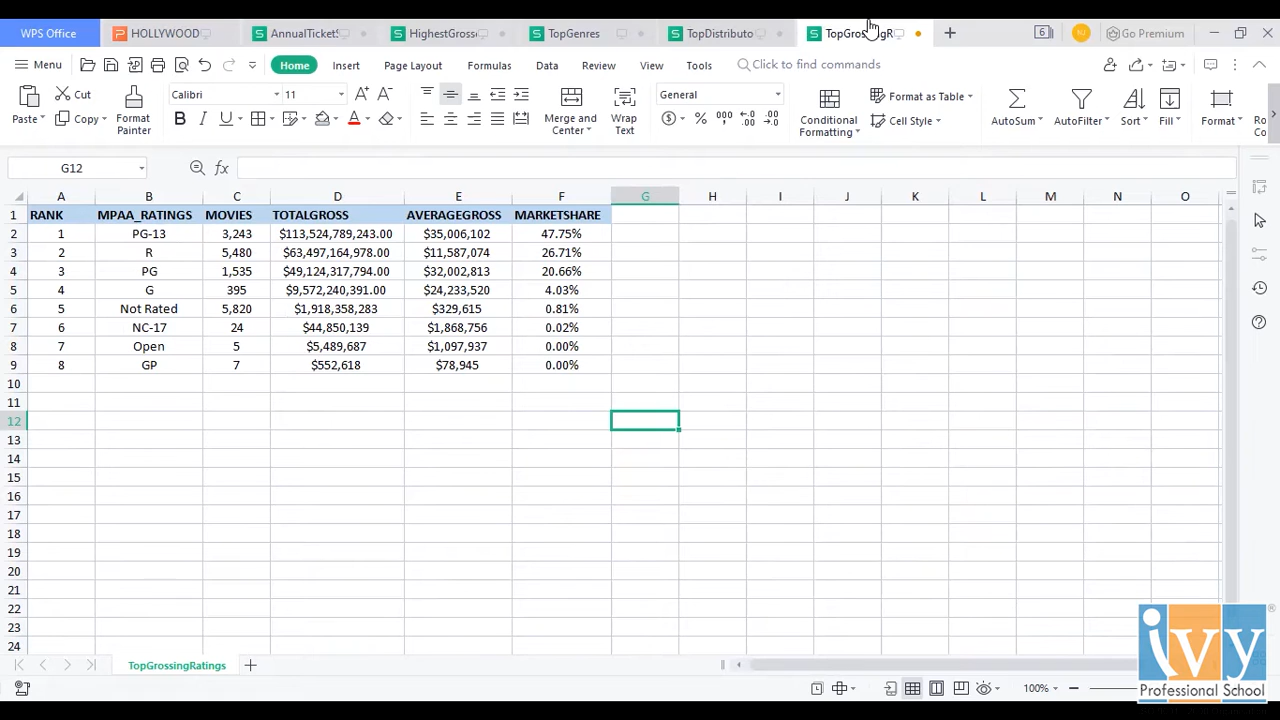 WPS Office HOLLYWOOD AnnualTicketS HighestGrosse TopGenres TopDistributo TopGrossingR 6 NJ Go Premium
Menu Home Insert Page Layout Formulas Data Review View Tools Click to find commands
Paste Cut Copy Format Painter Calibri 11 Merge and Center Wrap Text General Conditional Formatting Format as Table Cell Style AutoSum AutoFilter Sort Fill Format Ro Co
G12 fx
A B C D E F G H I J K L M N O
1 RANK MPAA_RATINGS MOVIES TOTALGROSS AVERAGEGROSS MARKETSHARE
2 1 PG-13 3,243 $113,524,789,243.00 $35,006,102 47.75%
3 2 R 5,480 $63,497,164,978.00 $11,587,074 26.71%
4 3 PG 1,535 $49,124,317,794.00 $32,002,813 20.66%
5 4 G 395 $9,572,240,391.00 $24,233,520 4.03%
6 5 Not Rated 5,820 $1,918,358,283 $329,615 0.81%
7 6 NC-17 24 $44,850,139 $1,868,756 0.02%
8 7 Open 5 $5,489,687 $1,097,937 0.00%
9 8 GP 7 $552,618 $78,945 0.00%
10
11
12
13
14
15
16
17
18
19
20
21
22
23
24
TopGrossingRatings
100%
ivy ®
Professional School